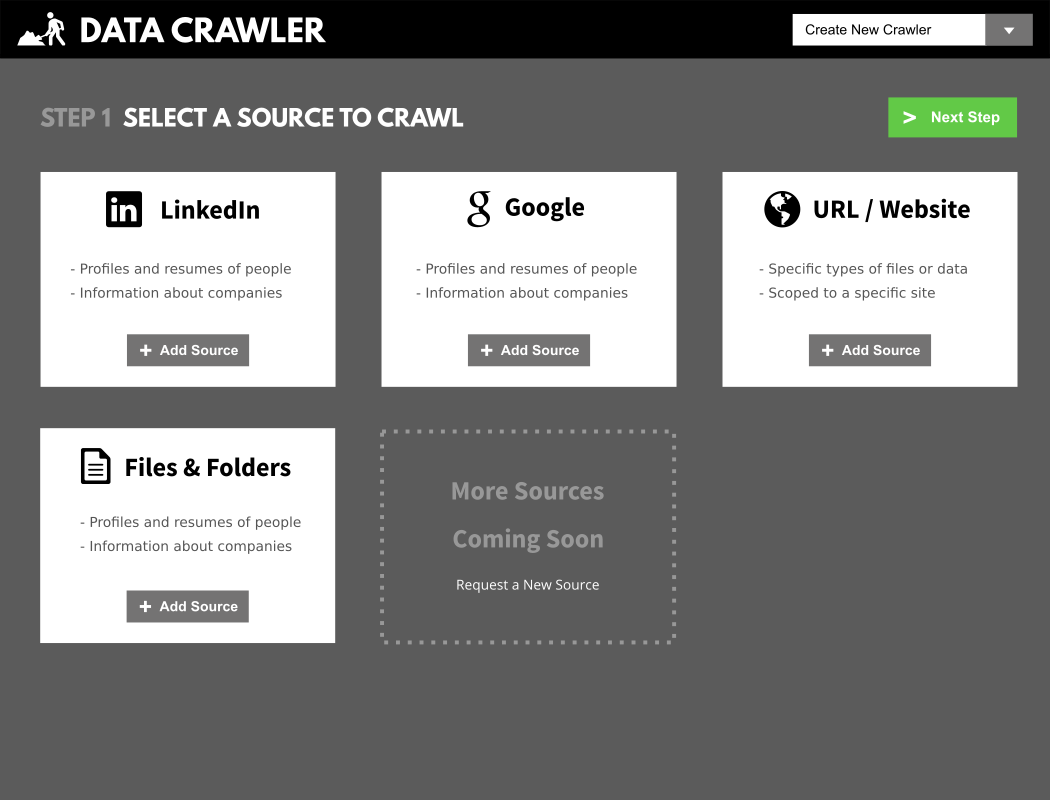 DATA CRAWLER
Create New Crawler
STEP 1 SELECT A SOURCE TO CRAWL
> Next Step
LinkedIn
- Profiles and resumes of people
- Information about companies
+ Add Source
Google
- Profiles and resumes of people
- Information about companies
+ Add Source
URL / Website
- Specific types of files or data
- Scoped to a specific site
+ Add Source
Files & Folders
- Profiles and resumes of people
- Information about companies
+ Add Source
More Sources
Coming Soon
Request a New Source